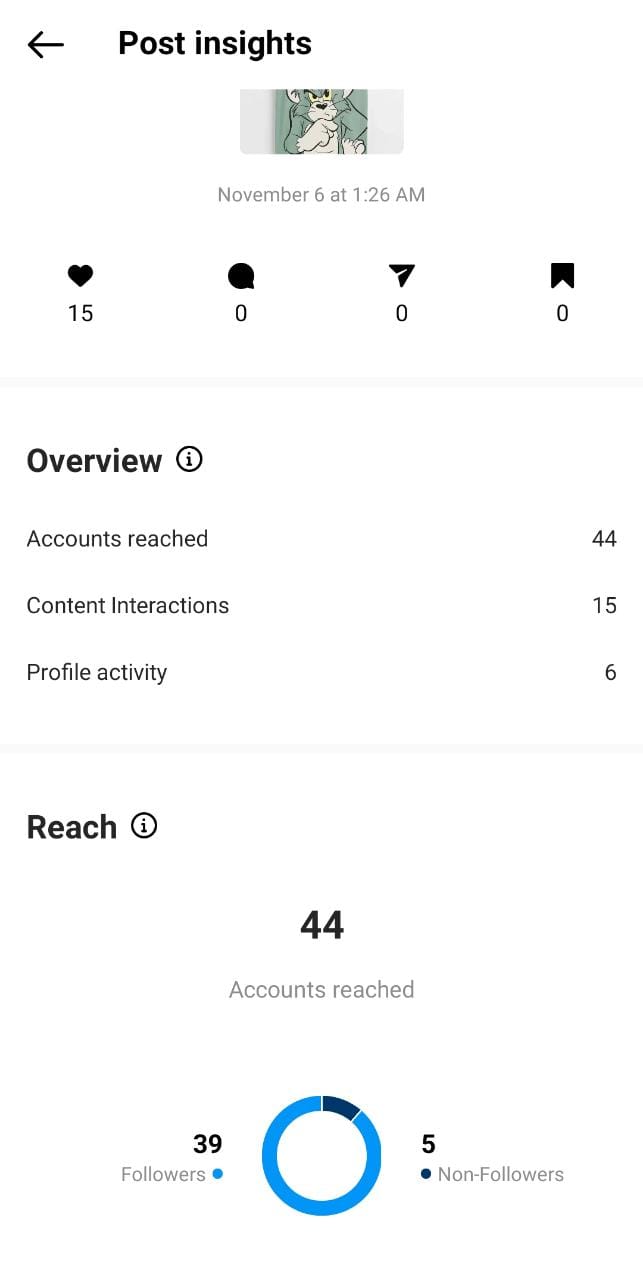 Post insights
November 6 at 1:26 AM
15 0 0 0
Overview
Accounts reached 44
Content Interactions 15
Profile activity 6
Reach
44
Accounts reached
39 5
Followers Non-Followers